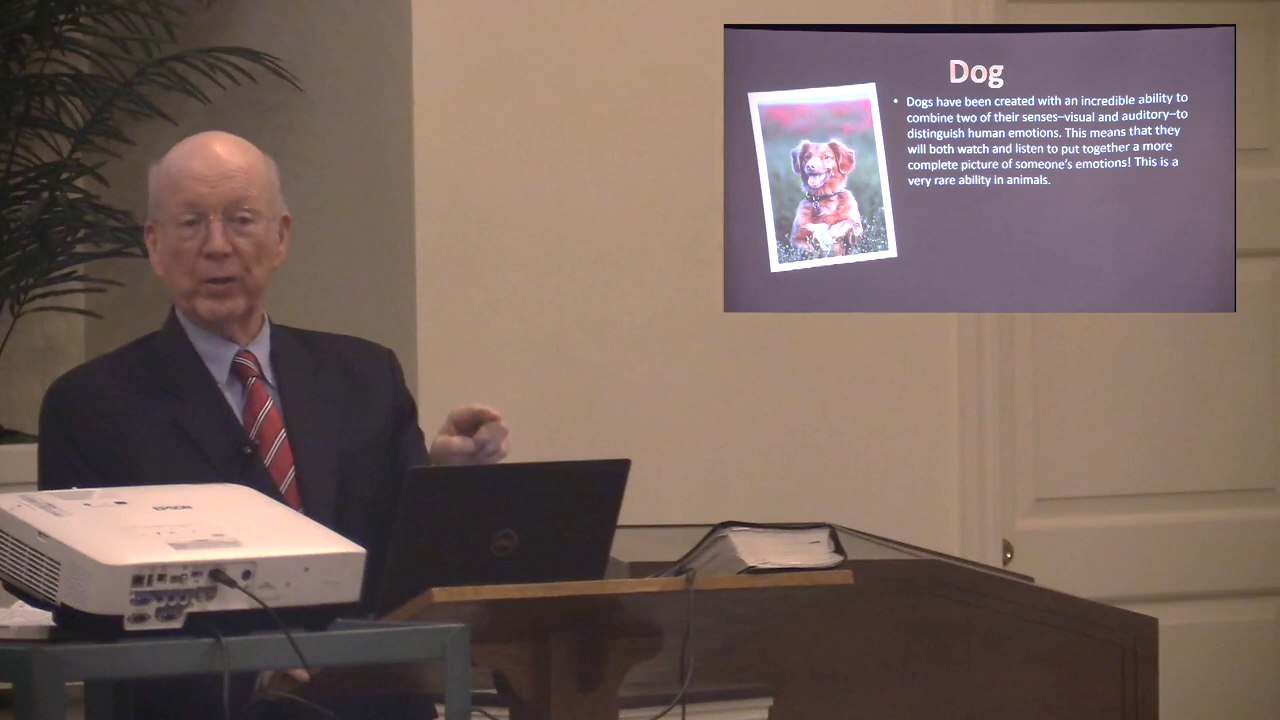 Dog
• Dogs have been created with an incredible ability to
combine two of their senses–visual and auditory–to
distinguish human emotions. This means that they
will both watch and listen to put together a more
complete picture of someone's emotions! This is a
very rare ability in animals.
EPSON